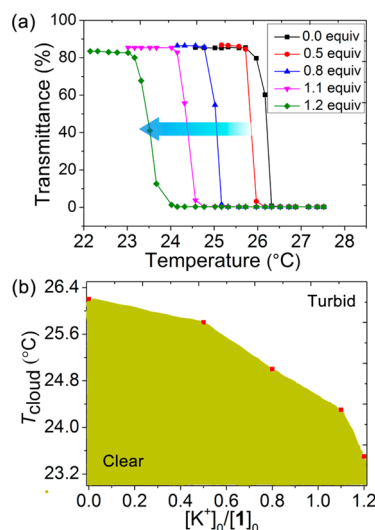 (a)
Transmittance (%)
100
80
60
40
20
0
0.0 equiv
0.5 equiv
0.8 equiv
1.1 equiv
1.2 equiv
22 23 24 25 26 27 28
Temperature (°C)
(b)
T cloud (°C)
26.4
25.6
24.8
24.0
23.2
Turbid
Clear
0.0 0.2 0.4 0.6 0.8 1.0 1.2
[K⁺]₀/[1]₀